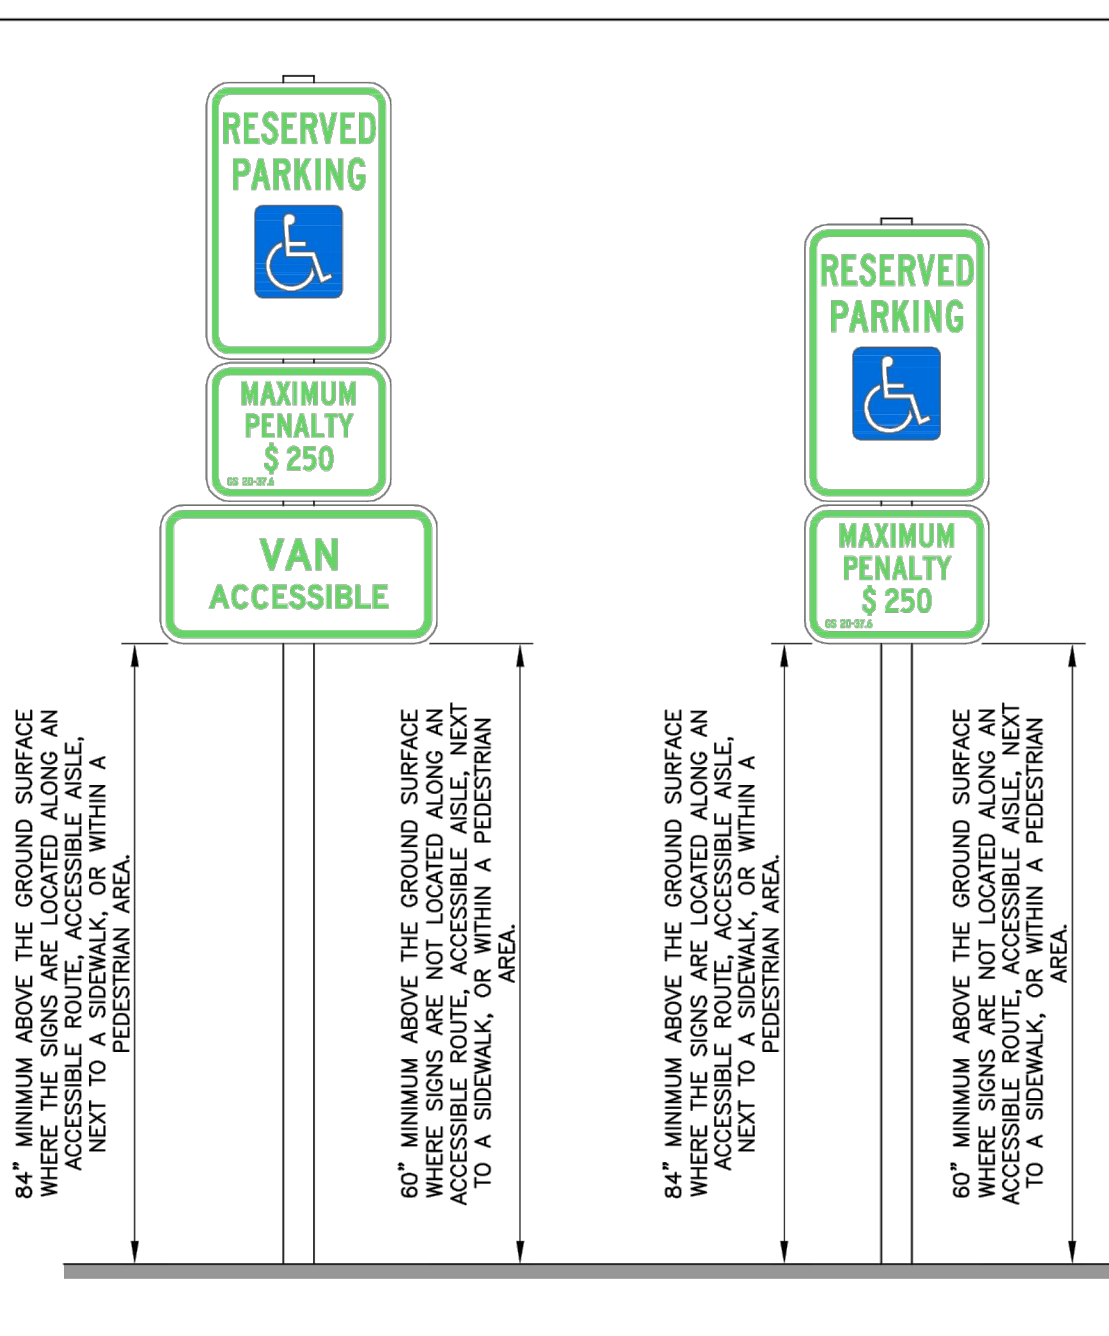 RESERVED
PARKING
MAXIMUM
PENALTY
$ 250
GS 20-37.6
VAN
ACCESSIBLE
84" MINIMUM ABOVE THE GROUND SURFACE
WHERE THE SIGNS ARE LOCATED ALONG AN
ACCESSIBLE ROUTE, ACCESSIBLE AISLE,
NEXT TO A SIDEWALK, OR WITHIN A
PEDESTRIAN AREA.
60" MINIMUM ABOVE THE GROUND SURFACE
WHERE SIGNS ARE NOT LOCATED ALONG AN
ACCESSIBLE ROUTE, ACCESSIBLE AISLE, NEXT
TO A SIDEWALK, OR WITHIN A PEDESTRIAN
AREA.
RESERVED
PARKING
MAXIMUM
PENALTY
$ 250
GS 20-37.6
84" MINIMUM ABOVE THE GROUND SURFACE
WHERE THE SIGNS ARE LOCATED ALONG AN
ACCESSIBLE ROUTE, ACCESSIBLE AISLE,
NEXT TO A SIDEWALK, OR WITHIN A
PEDESTRIAN AREA.
60" MINIMUM ABOVE THE GROUND SURFACE
WHERE SIGNS ARE NOT LOCATED ALONG AN
ACCESSIBLE ROUTE, ACCESSIBLE AISLE, NEXT
TO A SIDEWALK, OR WITHIN A PEDESTRIAN
AREA.